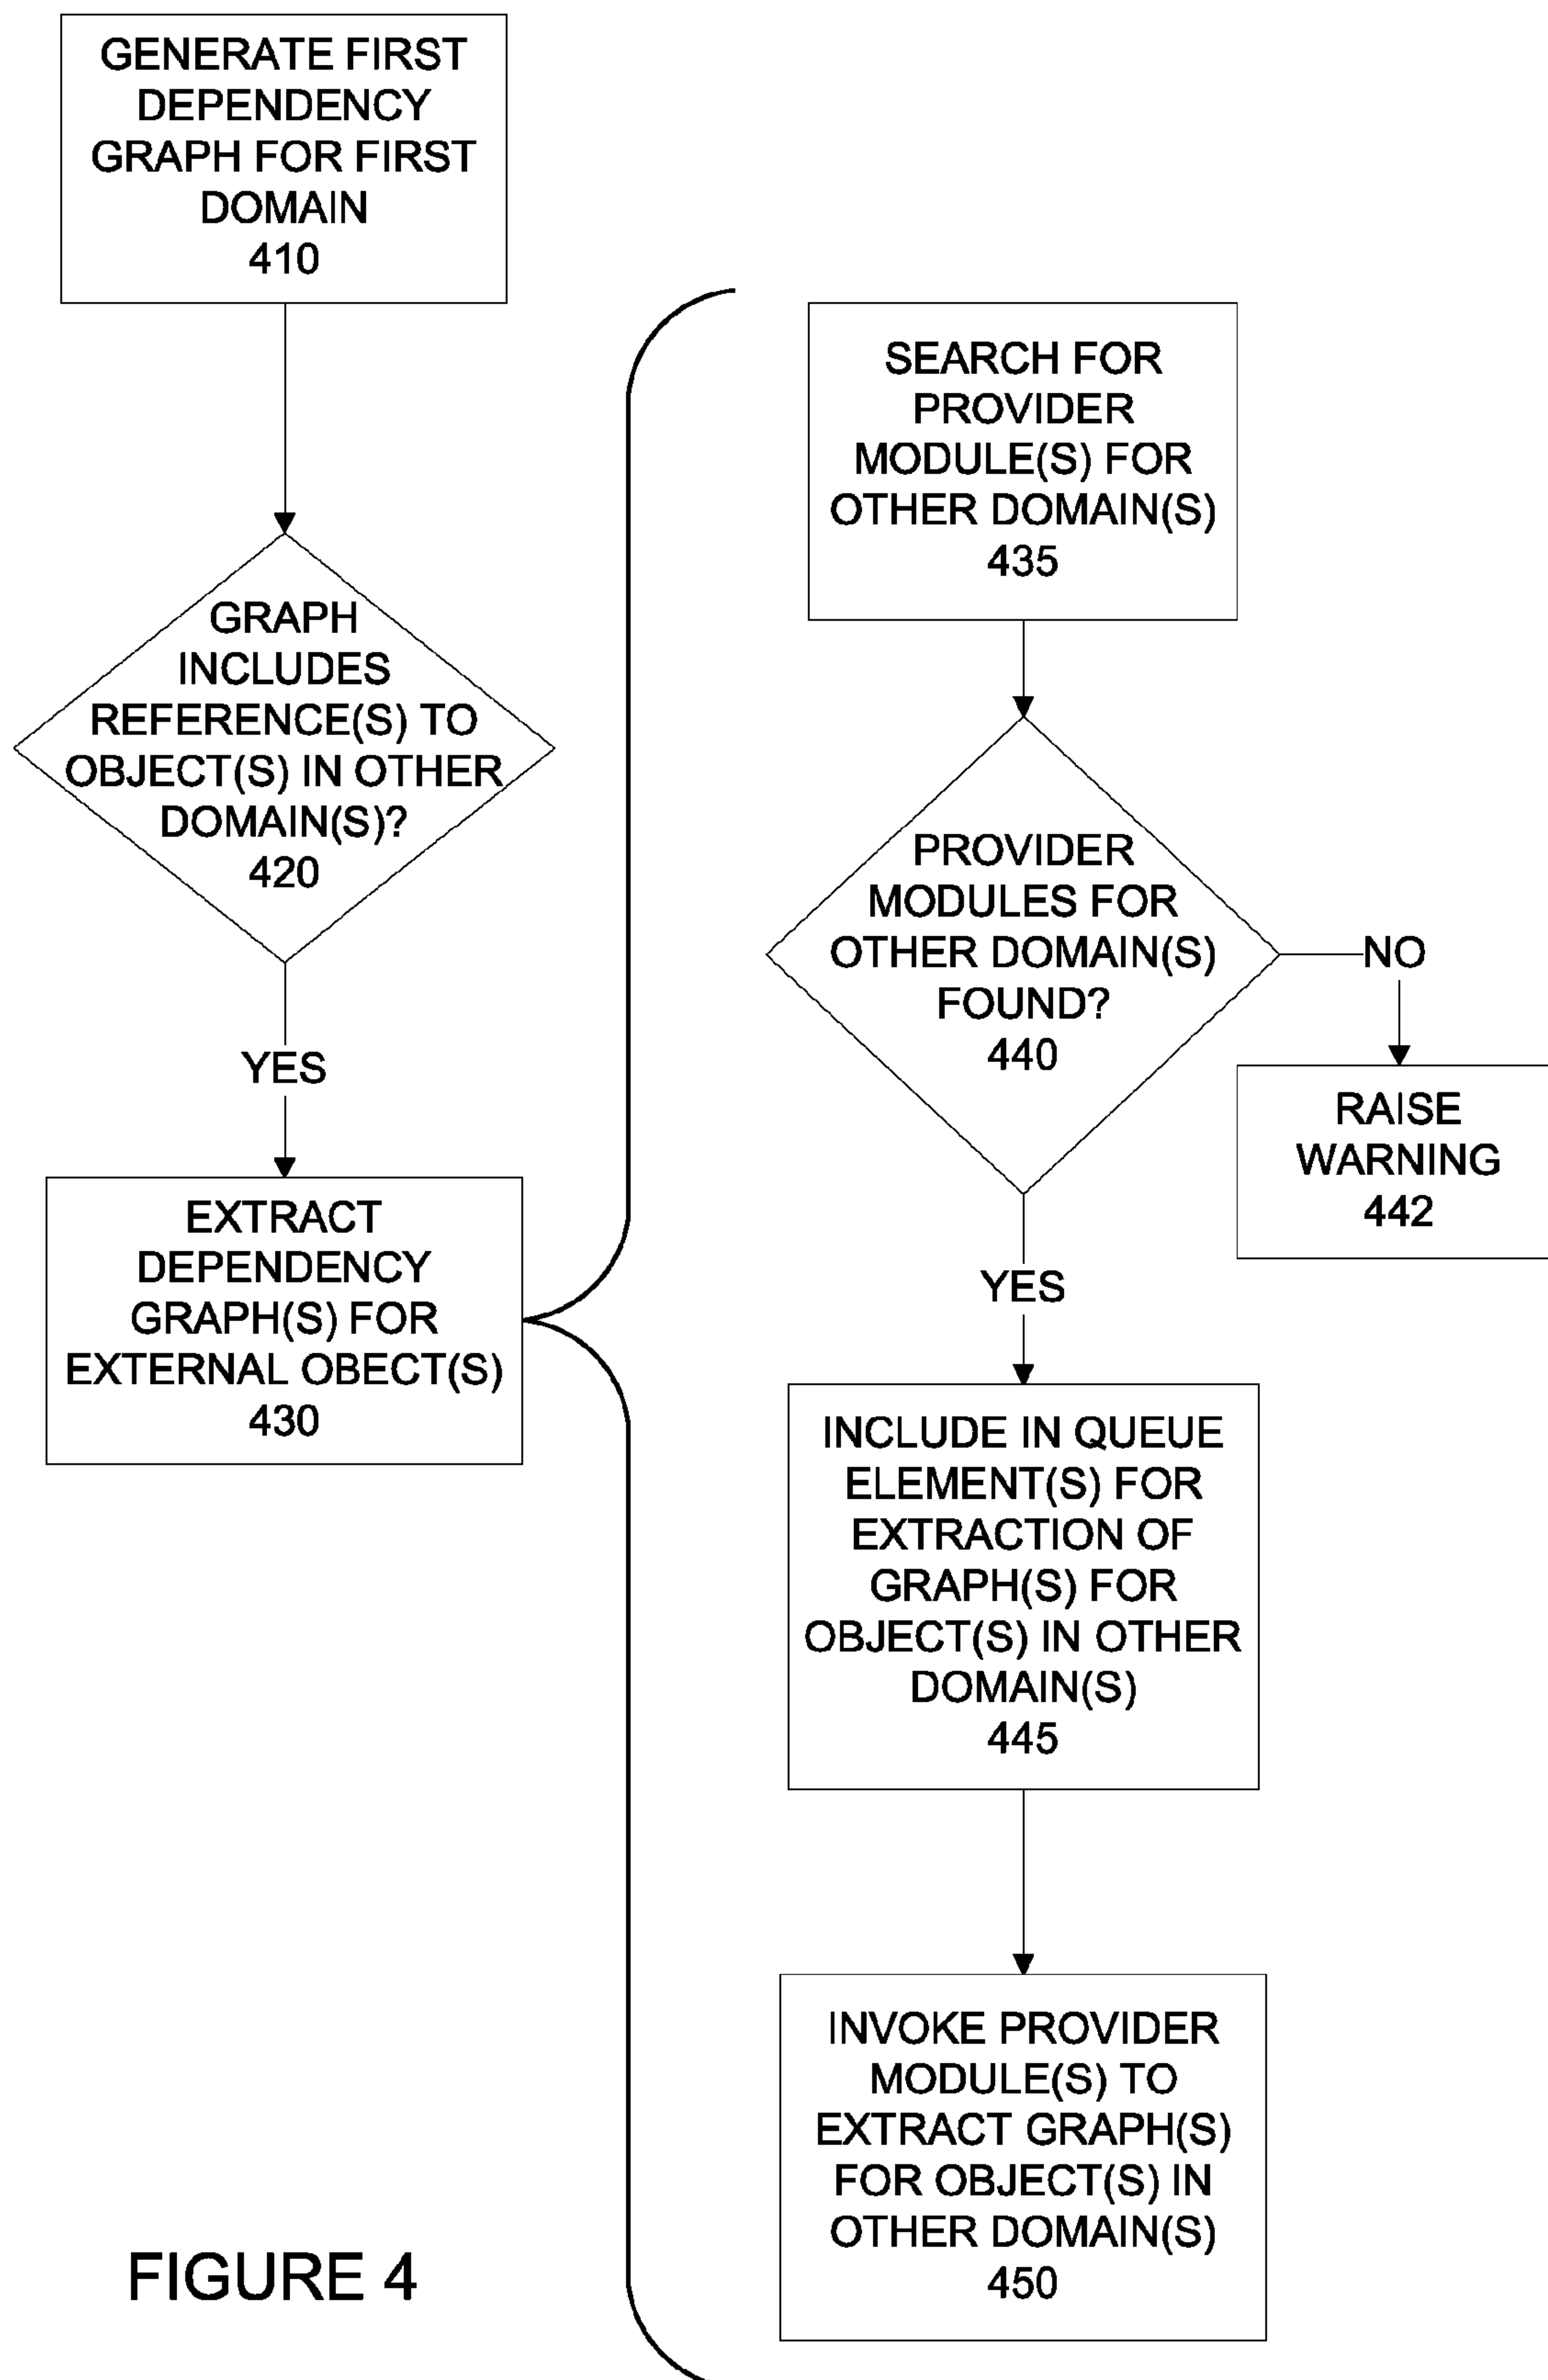 GENERATE FIRST
DEPENDENCY
GRAPH FOR FIRST
DOMAIN
410
GRAPH
INCLUDES
REFERENCE(S) TO
OBJECT(S) IN OTHER
DOMAIN(S)?
420
YES
EXTRACT
DEPENDENCY
GRAPH(S) FOR
EXTERNAL OBECT(S)
430
SEARCH FOR
PROVIDER
MODULE(S) FOR
OTHER DOMAIN(S)
435
PROVIDER
MODULES FOR
OTHER DOMAIN(S)
FOUND?
440
NO
RAISE
WARNING
442
YES
INCLUDE IN QUEUE
ELEMENT(S) FOR
EXTRACTION OF
GRAPH(S) FOR
OBJECT(S) IN OTHER
DOMAIN(S)
445
INVOKE PROVIDER
MODULE(S) TO
EXTRACT GRAPH(S)
FOR OBJECT(S) IN
OTHER DOMAIN(S)
450
FIGURE 4